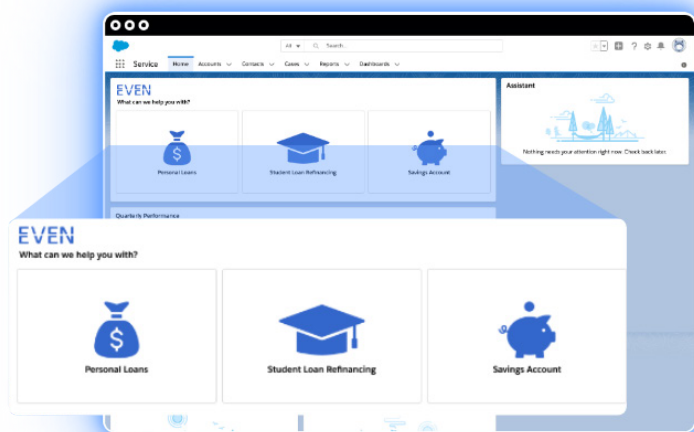 All
Search...
Service Home Accounts Contacts Cases Reports Dashboards
EVEN
What can we help you with?
Personal Loans
Student Loan Refinancing
Savings Account
Assistant
Nothing needs your attention right now. Check back later.
Quarterly Performance
EVEN
What can we help you with?
$
Personal Loans
Student Loan Refinancing
Savings Account